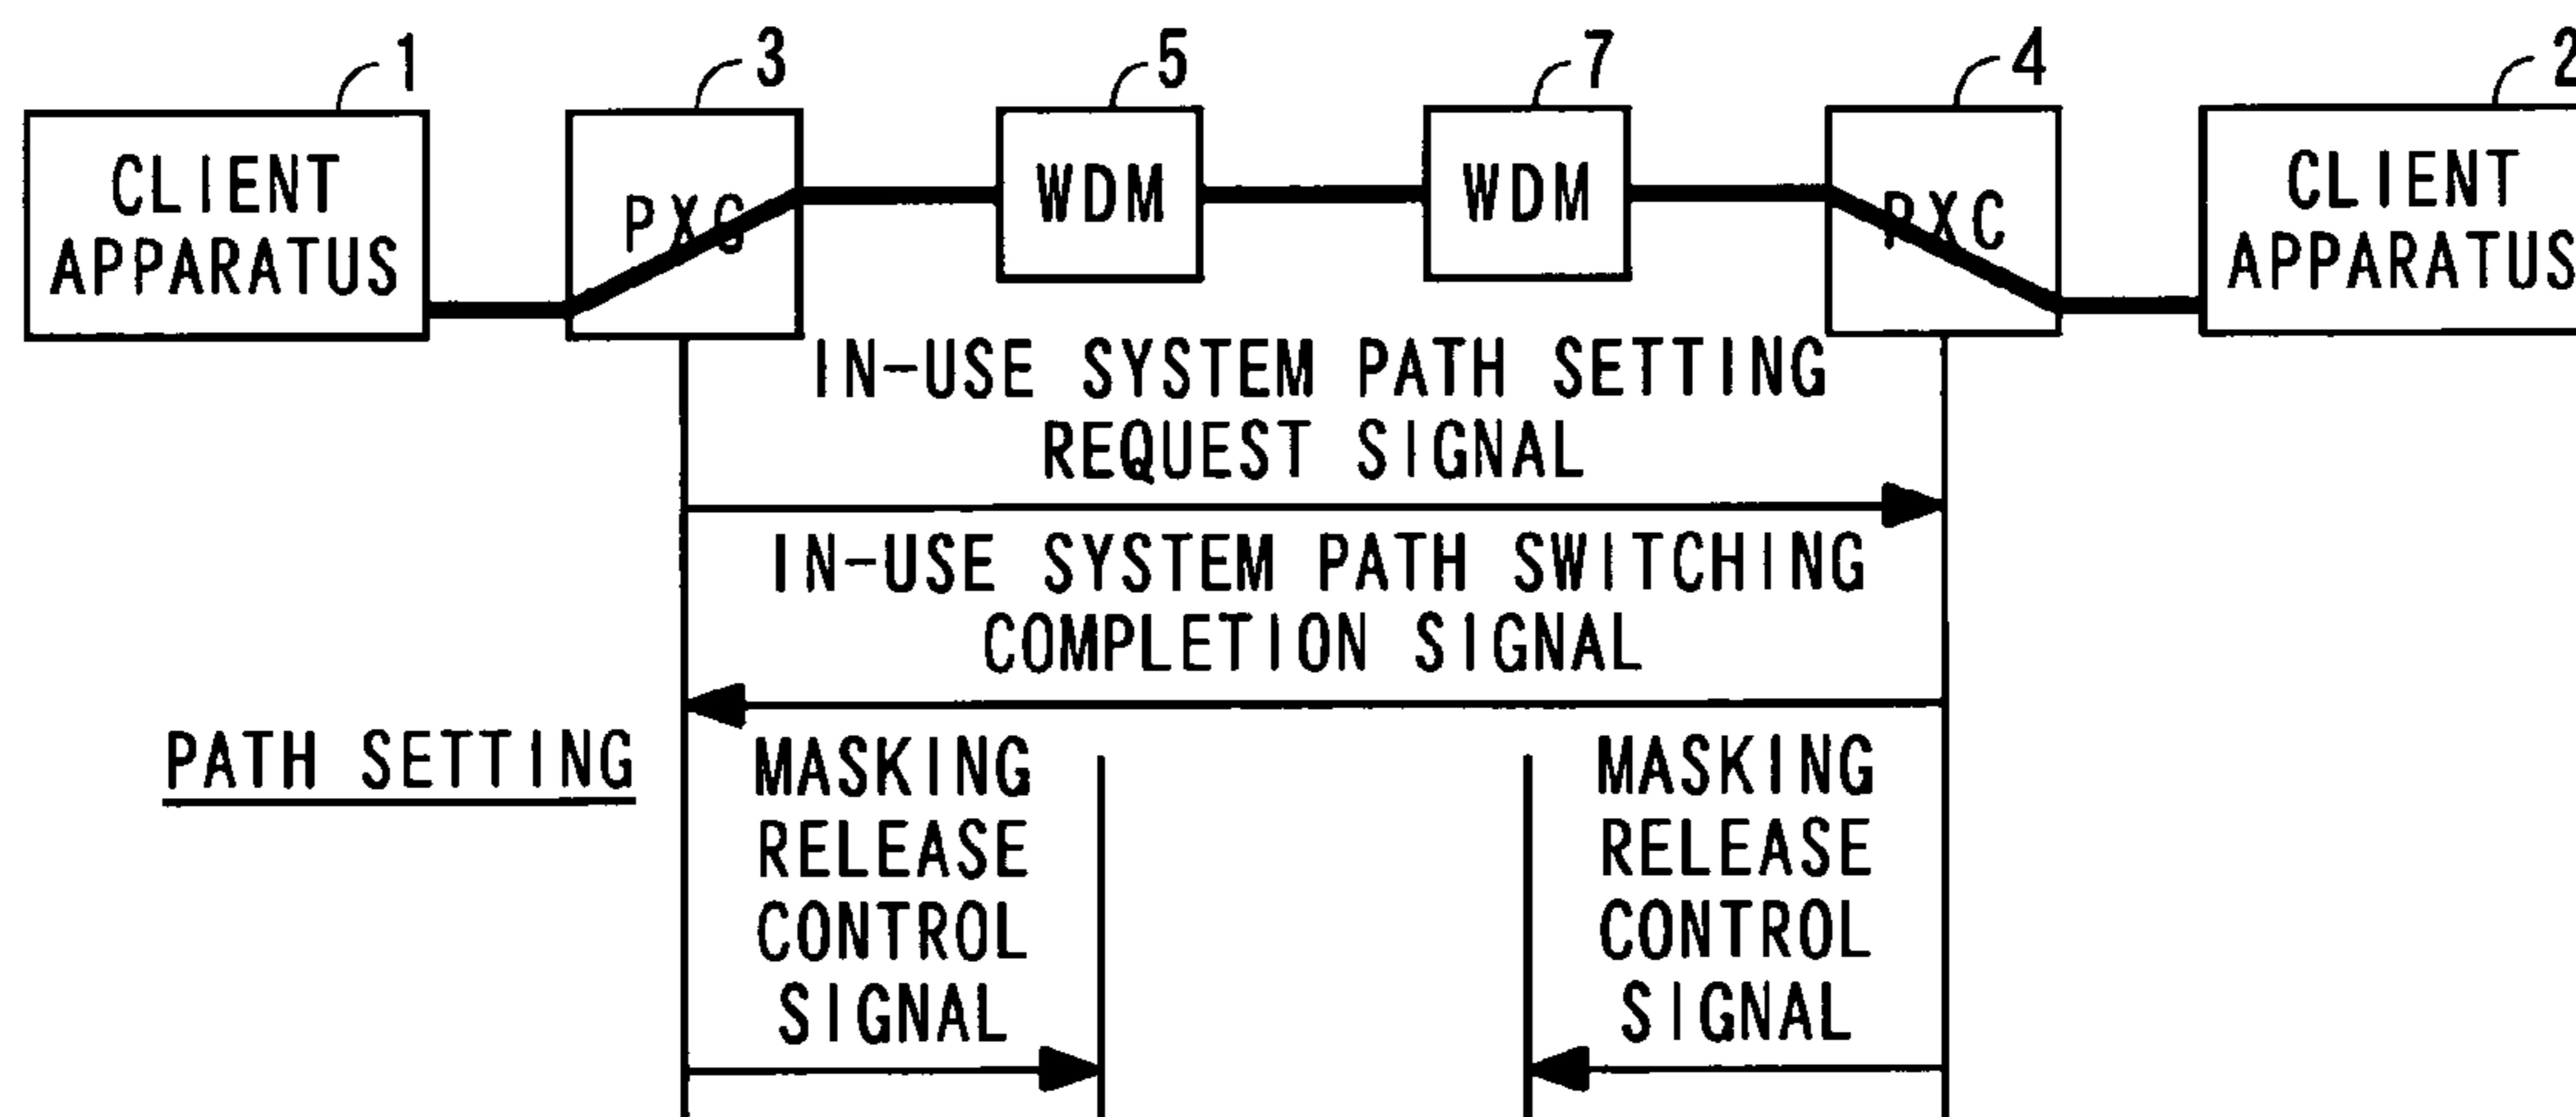 1
3
5
7
4
2
CLIENT
APPARATUS
PXC
WDM
WDM
PXC
CLIENT
APPARATUS
IN-USE SYSTEM PATH SETTING
REQUEST SIGNAL
IN-USE SYSTEM PATH SWITCHING
COMPLETION SIGNAL
PATH SETTING
MASKING
RELEASE
CONTROL
SIGNAL
MASKING
RELEASE
CONTROL
SIGNAL